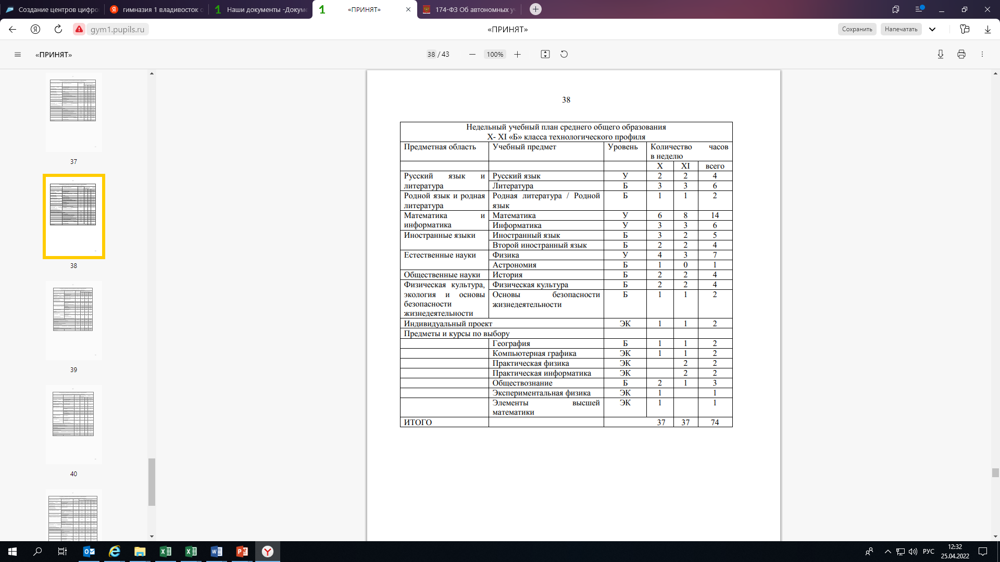 Создание центров цифро
гимназия 1 владивосток о
Наши документы -Докуме
«ПРИНЯТ»
174-ФЗ Об автономных у
gym1.pupils.ru
«ПРИНЯТ»
Сохранить
Напечатать
«ПРИНЯТ»
38 / 43
100%
37
38
39
40
38
Недельный учебный план среднего общего образования
X- XI «Б» класса технологического профиля
Предметная область Учебный предмет Уровень Количество часов в неделю
X XI всего
Русский язык и литература Русский язык У 2 2 4
Литература Б 3 3 6
Родной язык и родная литература Родная литература / Родной язык Б 1 1 2
Математика и информатика Математика У 6 8 14
Информатика У 3 3 6
Иностранные языки Иностранный язык Б 3 2 5
Второй иностранный язык Б 2 2 4
Естественные науки Физика У 4 3 7
Астрономия Б 1 0 1
Общественные науки История Б 2 2 4
Физическая культура, экология и основы безопасности жизнедеятельности Физическая культура Б 2 2 4
Основы безопасности жизнедеятельности Б 1 1 2
Индивидуальный проект ЭК 1 1 2
Предметы и курсы по выбору
География Б 1 1 2
Компьютерная графика ЭК 1 1 2
Практическая физика ЭК 2 2
Практическая информатика ЭК 2 2
Обществознание Б 2 1 3
Экспериментальная физика ЭК 1 1
Элементы высшей математики ЭК 1 1
ИТОГО 37 37 74
РУС
12:32
25.04.2022